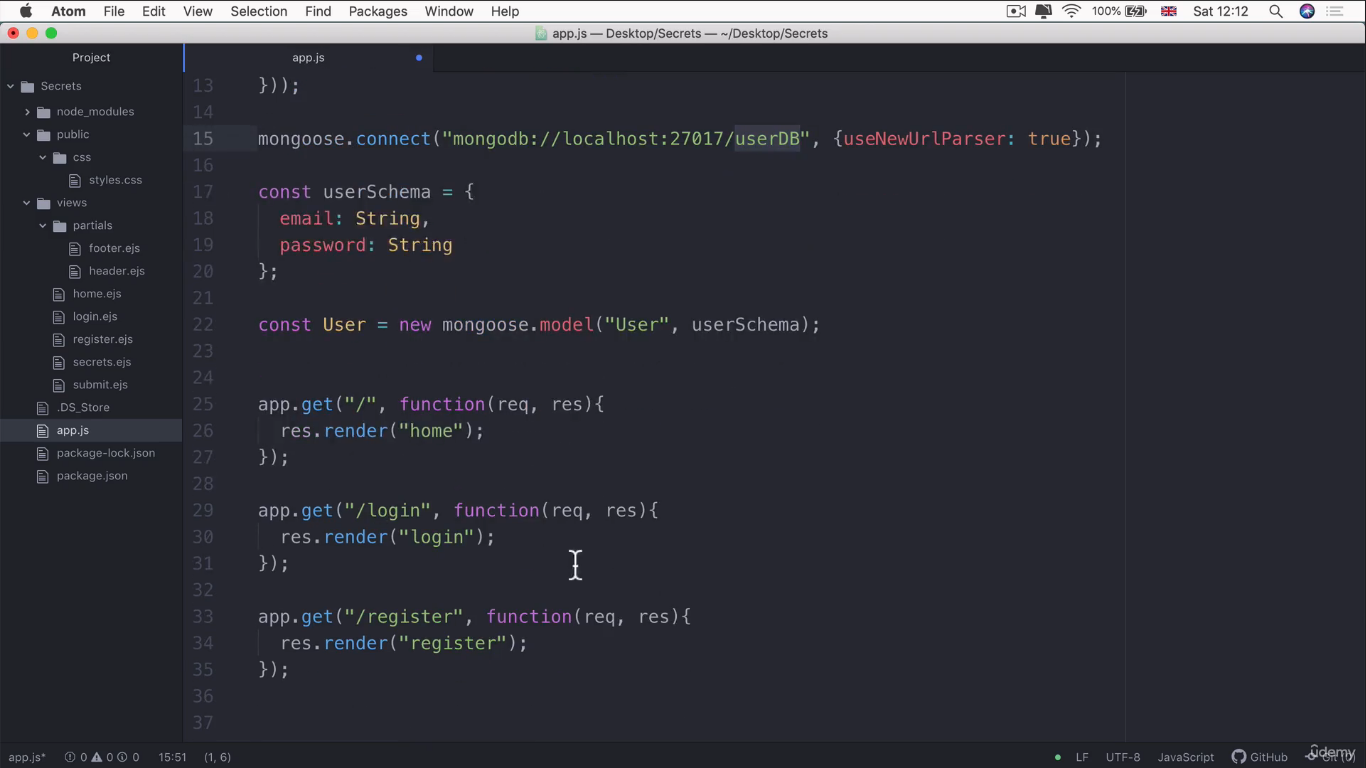 Atom File Edit View Selection Find Packages Window Help 100% Sat 12:12
app.js — Desktop/Secrets — ~/Desktop/Secrets
Project
app.js
Secrets
node_modules
public
css
styles.css
views
partials
footer.ejs
header.ejs
home.ejs
login.ejs
register.ejs
secrets.ejs
submit.ejs
.DS_Store
app.js
package-lock.json
package.json
13 }));
14
15 mongoose.connect("mongodb://localhost:27017/userDB", {useNewUrlParser: true});
16
17 const userSchema = {
18 email: String,
19 password: String
20 };
21
22 const User = new mongoose.model("User", userSchema);
23
24
25 app.get("/", function(req, res){
26 res.render("home");
27 });
28
29 app.get("/login", function(req, res){
30 res.render("login");
31 });
32
33 app.get("/register", function(req, res){
34 res.render("register");
35 });
36
37
app.js* 0 0 0 15:51 (1, 6) LF UTF-8 JavaScript GitHub Git (0)
udemy